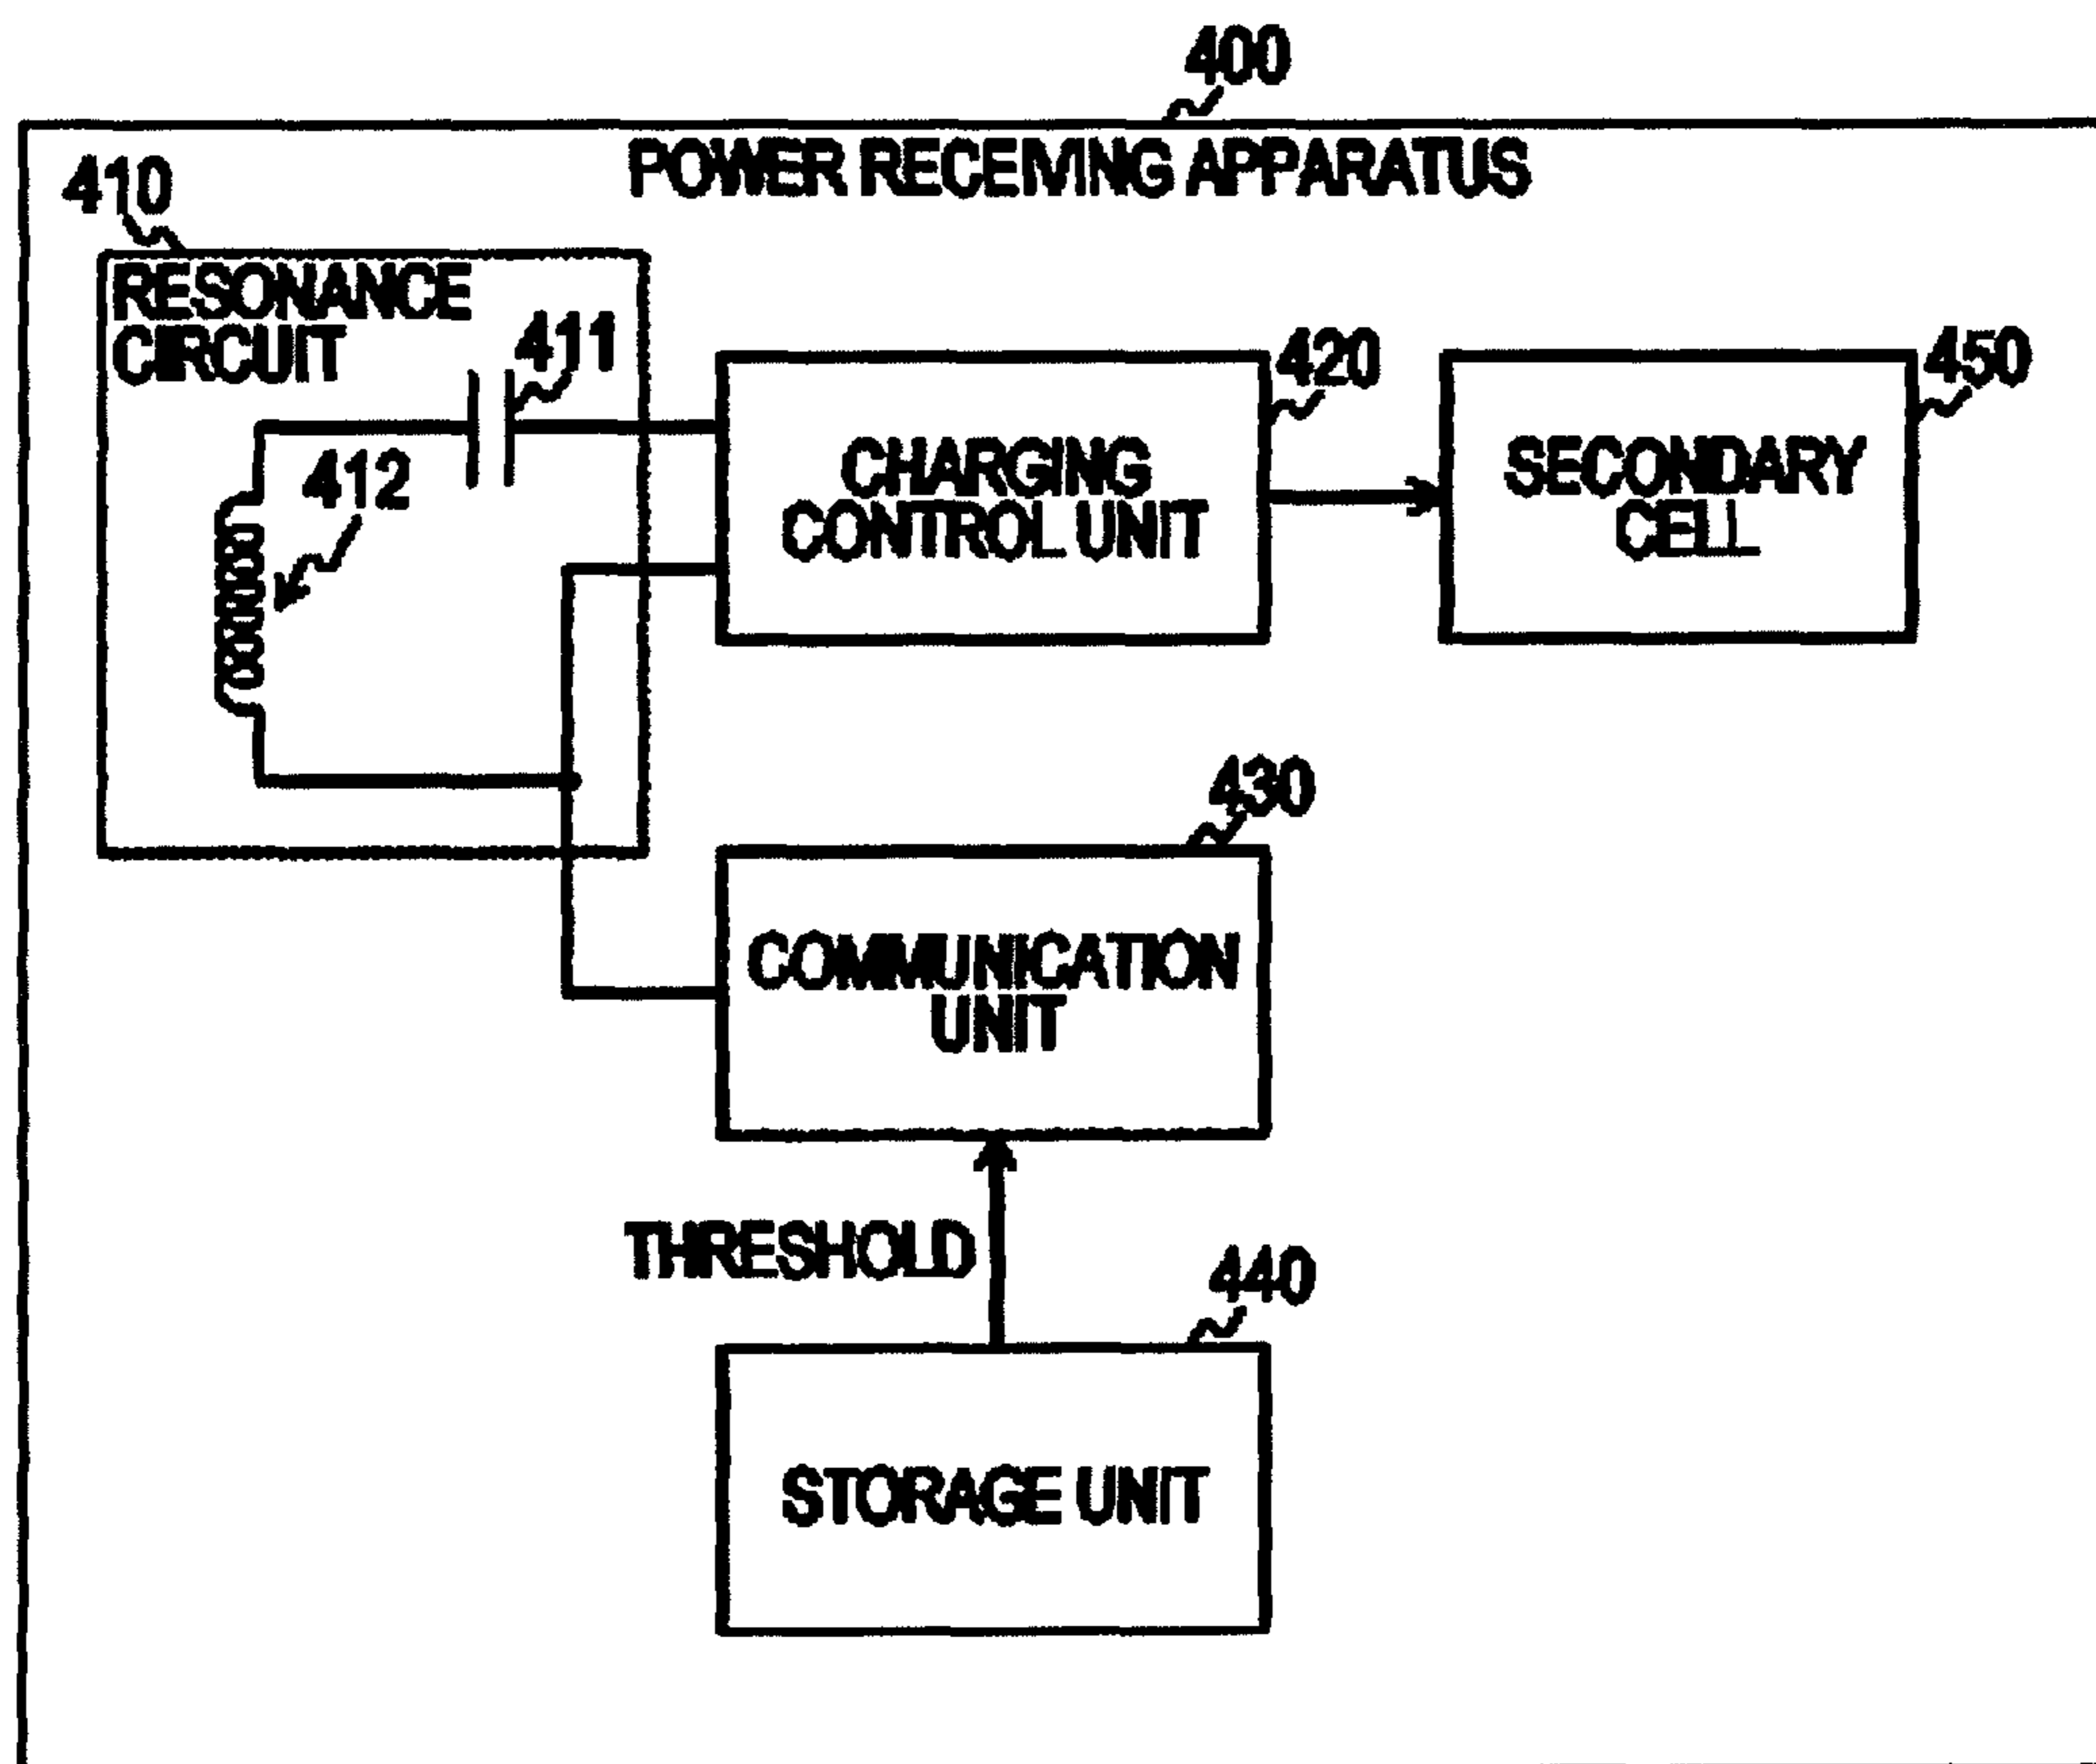 400
POWER RECEIVING APPARATUS
410
RESONANCE
CIRCUIT
411
412
420
CHARGING
CONTROL UNIT
450
SECONDARY
CELL
430
COMMUNICATION
UNIT
THRESHOLD
440
STORAGE UNIT